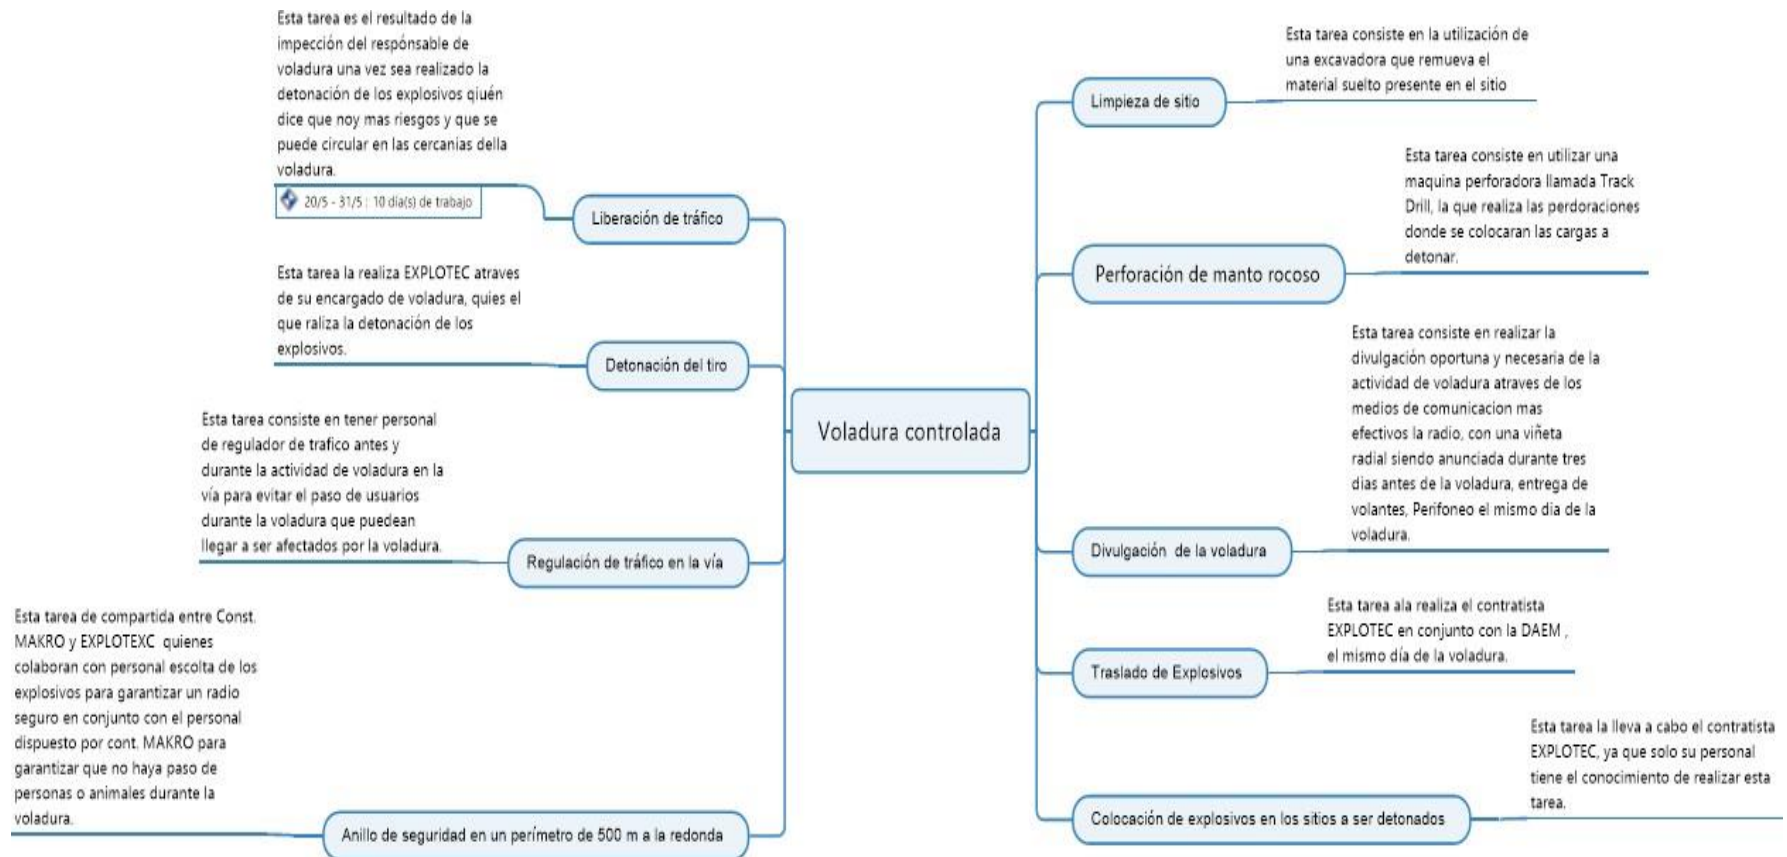 Voladura controlada
Limpieza de sitio
Esta tarea consiste en la utilización de
una excavadora que remueva el
material suelto presente en el sitio
Perforación de manto rocoso
Esta tarea consiste en utilizar una
maquina perforadora llamada Track
Drill, la que realiza las perdoraciones
donde se colocaran las cargas a
detonar.
Divulgación de la voladura
Esta tarea consiste en realizar la
divulgación oportuna y necesaria de la
actividad de voladura atraves de los
medios de comunicacion mas
efectivos la radio, con una viñeta
radial siendo anunciada durante tres
dias antes de la voladura, entrega de
volantes, Perifoneo el mismo dia de la
voladura.
Traslado de Explosivos
Esta tarea ala realiza el contratista
EXPLOTEC en conjunto con la DAEM ,
el mismo día de la voladura.
Colocación de explosivos en los sitios a ser detonados
Esta tarea la lleva a cabo el contratista
EXPLOTEC, ya que solo su personal
tiene el conocimiento de realizar esta
tarea.
Esta tarea es el resultado de la
impección del respónsable de
voladura una vez sea realizado la
detonación de los explosivos qiuén
dice que noy mas riesgos y que se
puede circular en las cercanías della
voladura.
20/5 - 31/5 : 10 día(s) de trabajo
Liberación de tráfico
Esta tarea la realiza EXPLOTEC atraves
de su encargado de voladura, quies el
que raliza la detonación de los
explosivos.
Detonación del tiro
Esta tarea consiste en tener personal
de regulador de trafico antes y
durante la actividad de voladura en la
vía para evitar el paso de usuarios
durante la voladura que puedean
llegar a ser afectados por la voladura.
Regulación de tráfico en la vía
Esta tarea de compartida entre Const.
MAKRO y EXPLOTEXC quienes
colaboran con personal escolta de los
explosivos para garantizar un radio
seguro en conjunto con el personal
dispuesto por cont. MAKRO para
garantizar que no haya paso de
personas o animales durante la
voladura.
Anillo de seguridad en un perímetro de 500 m a la redonda